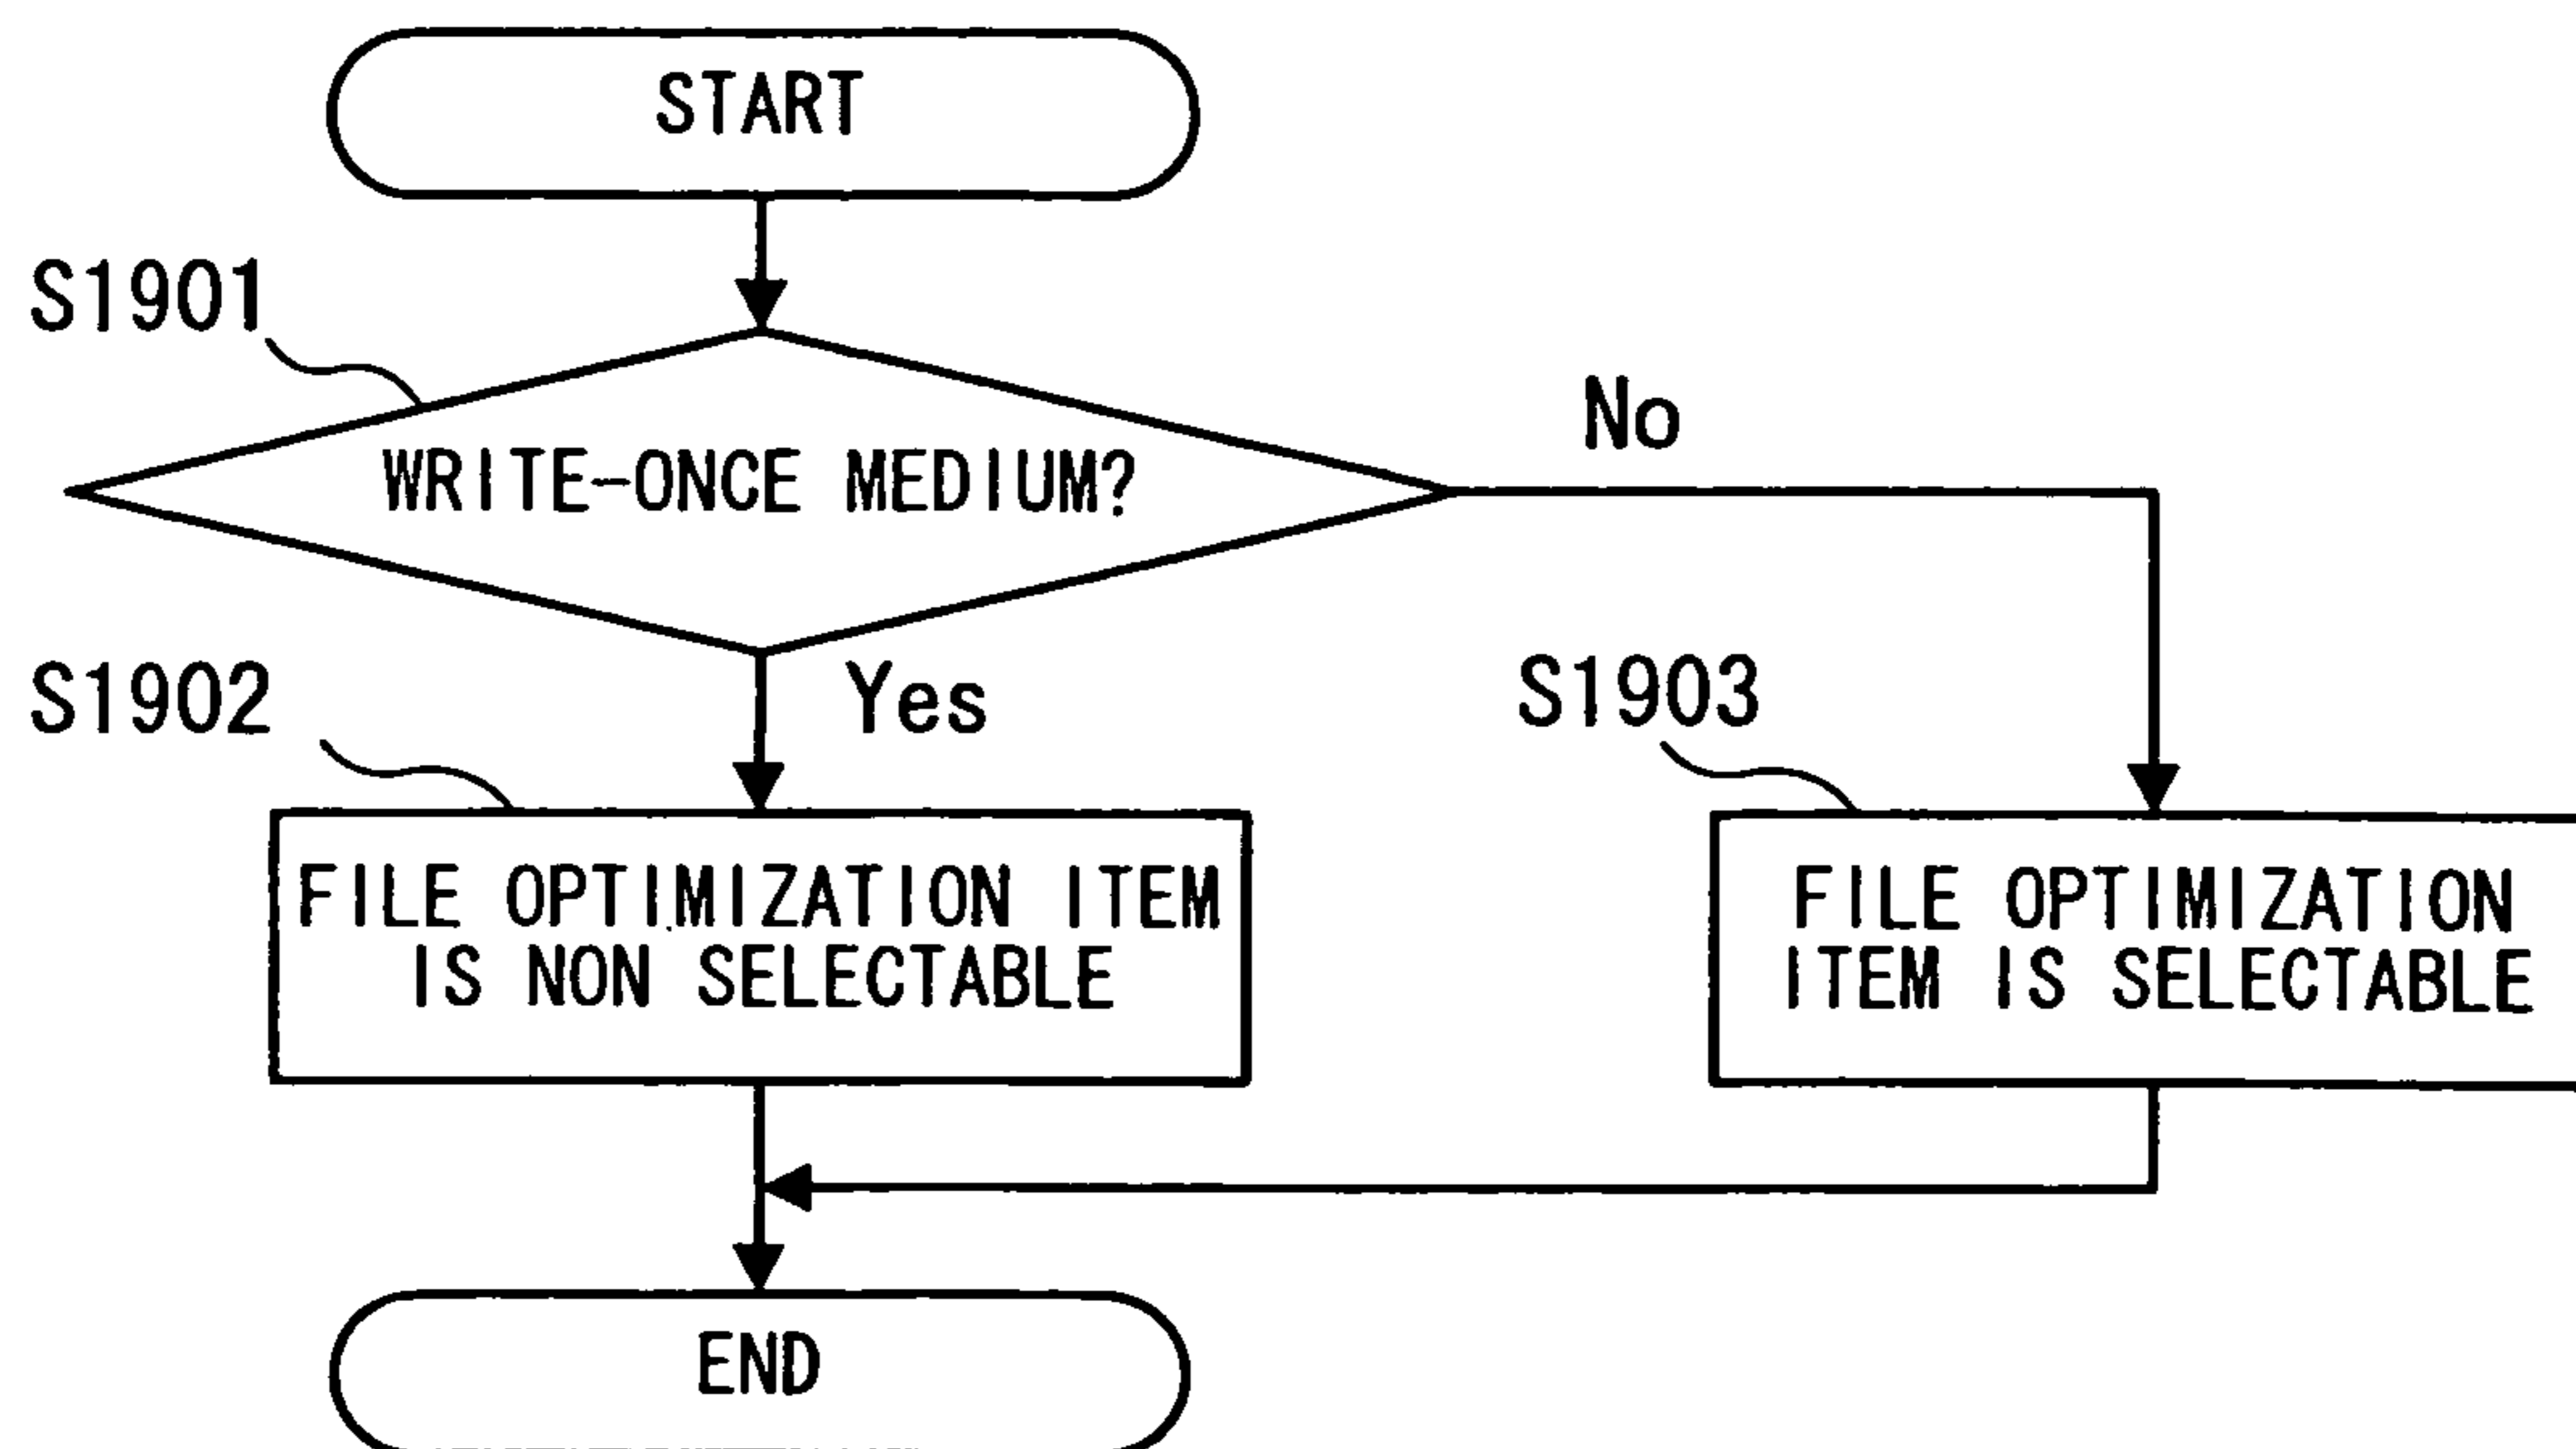 START
S1901
No
WRITE-ONCE MEDIUM?
S1902
Yes
S1903
FILE OPTIMIZATION ITEM
IS NON SELECTABLE
FILE OPTIMIZATION
ITEM IS SELECTABLE
END